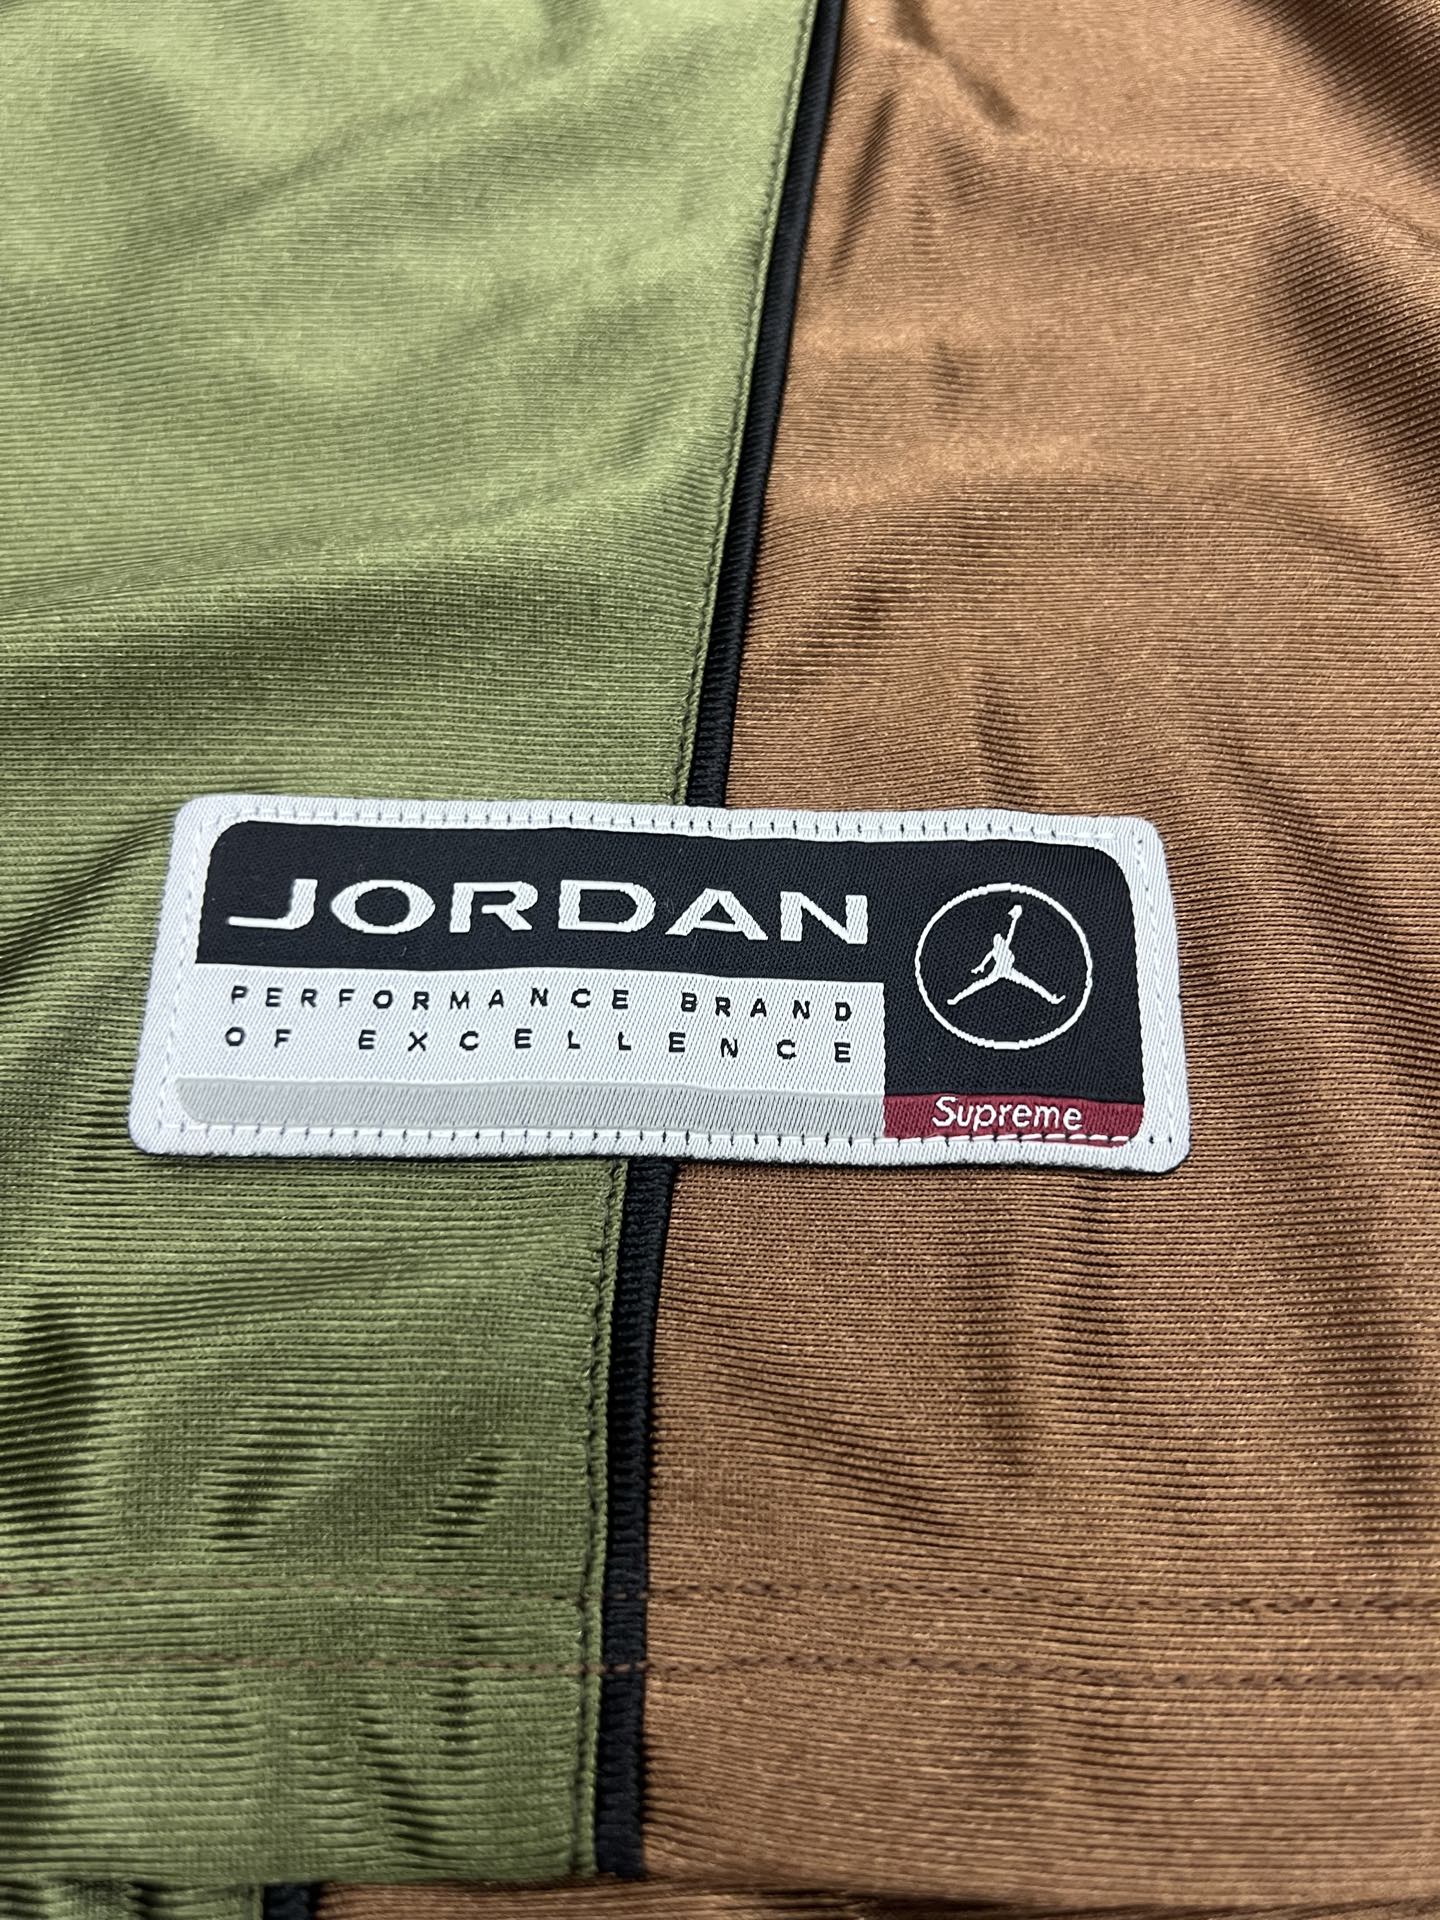 JORDAN
PERFORMANCE BRAND
OF EXCELLENCE
Supreme